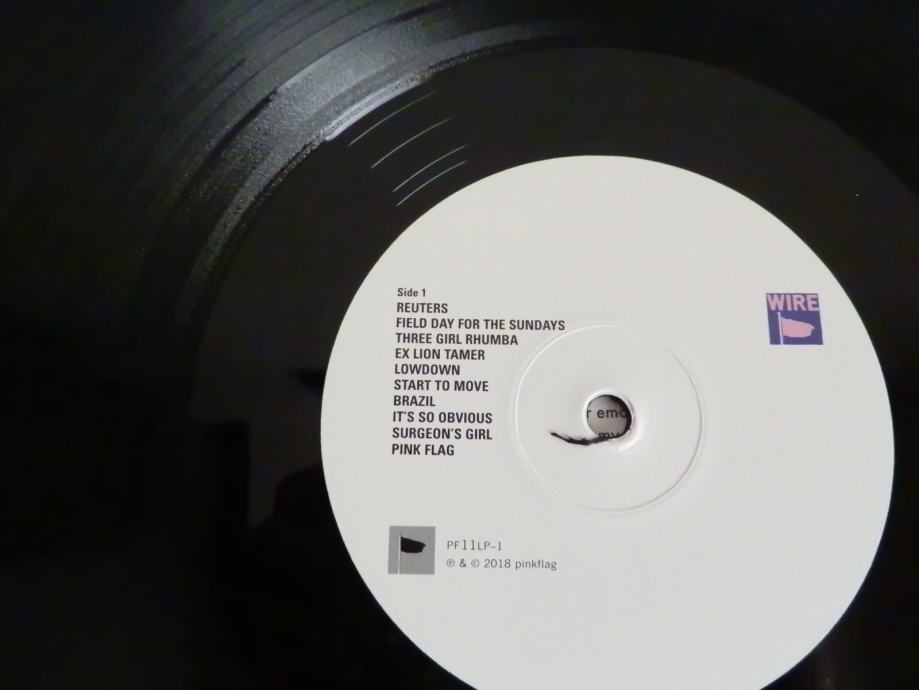 Side 1
REUTERS
FIELD DAY FOR THE SUNDAYS
THREE GIRL RHUMBA
EX LION TAMER
LOWDOWN
START TO MOVE
BRAZIL
IT'S SO OBVIOUS
SURGEON'S GIRL
PINK FLAG
WIRE
PF11LP-1
℗ & © 2018 pinkflag